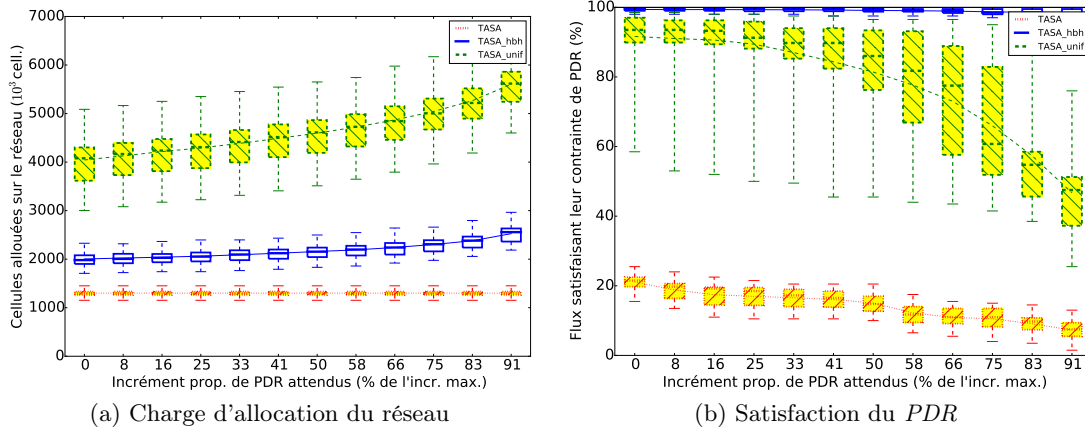 7000
6000
5000
4000
3000
2000
1000
0
Cellules allouées sur le réseau (10³ cell.)
TASA
TASA_hbh
TASA_unif
0 8 16 25 33 41 50 58 66 75 83 91
Incrément prop. de PDR attendus (% de l'incr. max.)
(a) Charge d'allocation du réseau
100
80
60
40
20
0
Flux satisfaisant leur contrainte de PDR (%)
TASA
TASA_hbh
TASA_unif
0 8 16 25 33 41 50 58 66 75 83 91
Incrément prop. de PDR attendus (% de l'incr. max.)
(b) Satisfaction du PDR